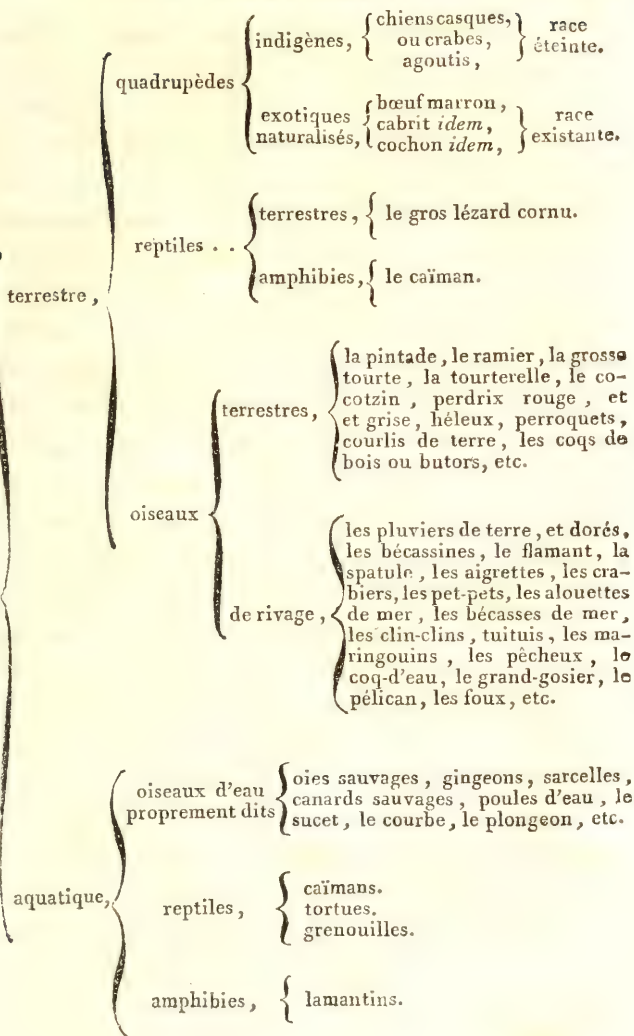 terrestre,
quadrupèdes
indigènes,
chiens casques,
ou crabes,
agoutis,
race
éteinte.
exotiques
naturalisés,
bœuf marron,
cabrit idem,
cochon idem,
race
existante.
reptiles . .
terrestres,
le gros lézard cornu.
amphibies,
le caïman.
oiseaux
terrestres,
la pintade, le ramier, la grosse
tourte, la tourterelle, le co-
cotzin, perdrix rouge, et
et grise, héleux, perroquets,
courlis de terre, les coqs de
bois ou butors, etc.
de rivage,
les pluviers de terre, et dorés,
les bécassines, le flamant, la
spatule, les aigrettes, les cra-
biers, les pet-pets, les alouettes
de mer, les bécasses de mer,
les clin-clins, tuituis, les ma-
ringouins, les pêcheux, le
coq-d'eau, le grand-gosier, le
pélican, les foux, etc.
aquatique,
oiseaux d'eau
proprement dits
oies sauvages, gingeons, sarcelles,
canards sauvages, poules d'eau, le
sucet, le courbe, le plongeon, etc.
reptiles,
caïmans.
tortues.
grenouilles.
amphibies,
lamantins.